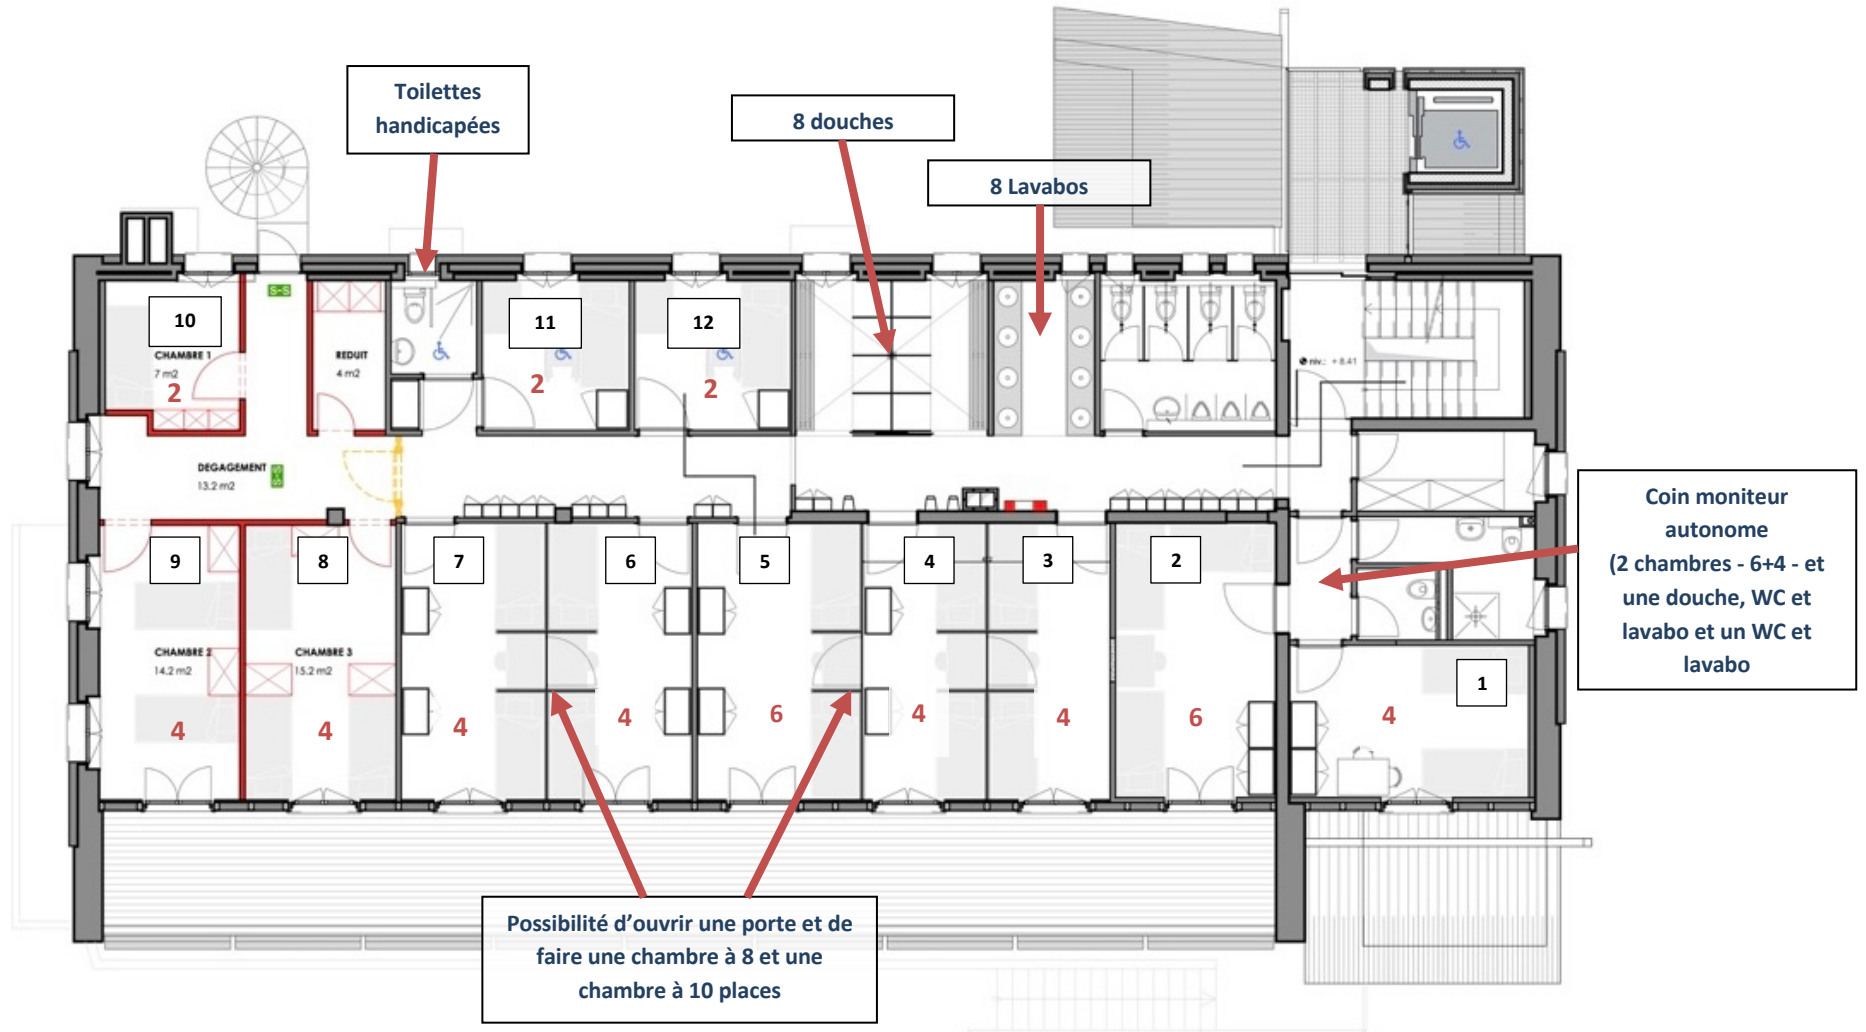 Toilettes
handicapées
8 douches
8 Lavabos
S-S
10
CHAMBRE 1
7 m2
2
REDUIT
4 m2
11
2
12
2
niv.: +8.41
DEGAGEMENT
13.2 m2
S-S
9
CHAMBRE 2
14.2 m2
4
8
CHAMBRE 3
15.2 m2
4
7
4
6
4
5
6
4
4
3
4
2
6
1
4
Coin moniteur
autonome
(2 chambres - 6+4 - et
une douche, WC et
lavabo et un WC et
lavabo
Possibilité d’ouvrir une porte et de
faire une chambre à 8 et une
chambre à 10 places